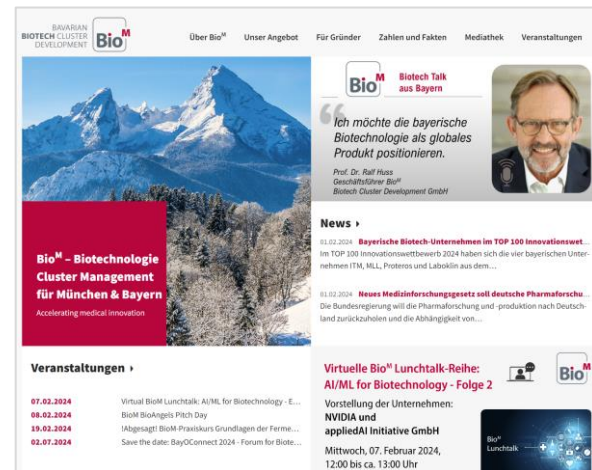 BAVARIAN
BIOTECH CLUSTER
DEVELOPMENT
BioM
Über BioM
Unser Angebot
Für Gründer
Zahlen und Fakten
Mediathek
Veranstaltungen
BioM – Biotechnologie
Cluster Management
für München & Bayern
Accelerating medical innovation
BioM
Biotech Talk
aus Bayern
“Ich möchte die bayerische
Biotechnologie als globales
Produkt positionieren.
Prof. Dr. Ralf Huss
Geschäftsführer BioM
Biotech Cluster Development GmbH
News ›
01.02.2024 Bayerische Biotech-Unternehmen im TOP 100 Innovationswet...
Im TOP 100 Innovationswettbewerb 2024 haben sich die vier bayerischen Unter-
nehmen ITM, MLL, Proteros und Laboklin aus dem...
01.02.2024 Neues Medizinforschungsgesetz soll deutsche Pharmaforschu...
Die Bundesregierung will die Pharmaforschung und -produktion nach Deutsch-
land zurückzuholen und die Abhängigkeit von...
Veranstaltungen ›
07.02.2024 Virtual BioM Lunchtalk: AI/ML for Biotechnology - E...
08.02.2024 BioM BioAngels Pitch Day
19.02.2024 !Abgesagt! BioM-Praxiskurs Grundlagen der Ferme...
02.07.2024 Save the date: BayOConnect 2024 - Forum for Biote...
Virtuelle BioM Lunchtalk-Reihe:
AI/ML for Biotechnology - Folge 2
BioM
Vorstellung der Unternehmen:
NVIDIA und
appliedAI Initiative GmbH
Mittwoch, 07. Februar 2024,
12:00 bis ca. 13:00 Uhr
BioM
Lunchtalk